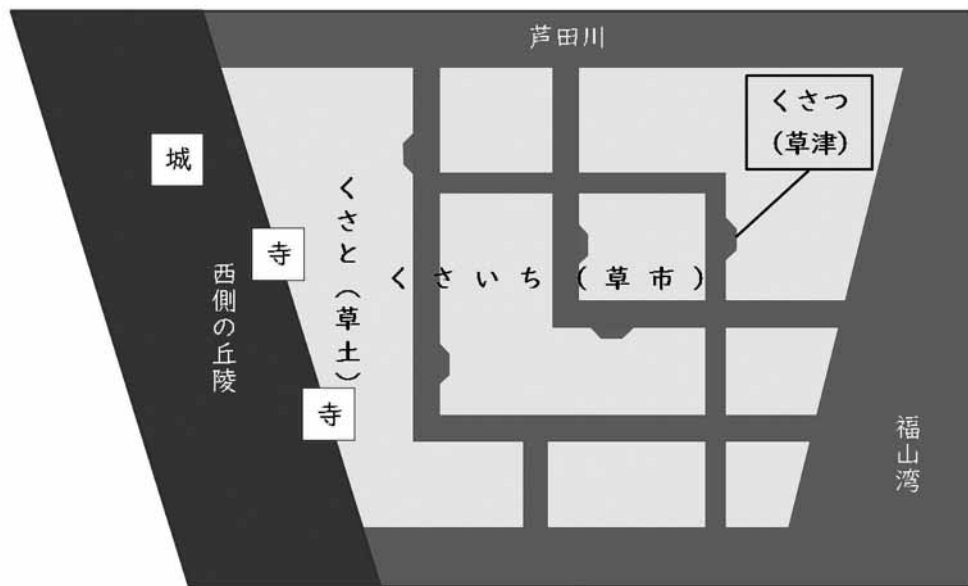 芦田川
くさつ
(草津)
城
寺
くさと(草土)
くさいち(草市)
西側の丘陵
寺
福山湾